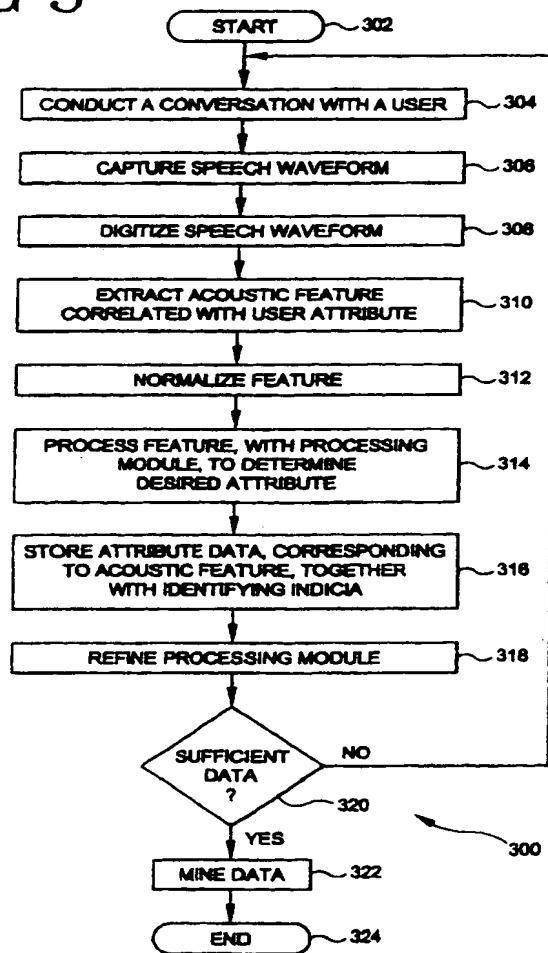 START
302
CONDUCT A CONVERSATION WITH A USER
304
CAPTURE SPEECH WAVEFORM
306
DIGITIZE SPEECH WAVEFORM
308
EXTRACT ACOUSTIC FEATURE
CORRELATED WITH USER ATTRIBUTE
310
NORMALIZE FEATURE
312
PROCESS FEATURE, WITH PROCESSING
MODULE, TO DETERMINE
DESIRED ATTRIBUTE
314
STORE ATTRIBUTE DATA, CORRESPONDING
TO ACOUSTIC FEATURE, TOGETHER
WITH IDENTIFYING INDICIA
316
REFINE PROCESSING MODULE
318
SUFFICIENT
DATA
?
NO
320
YES
300
MINE DATA
322
END
324